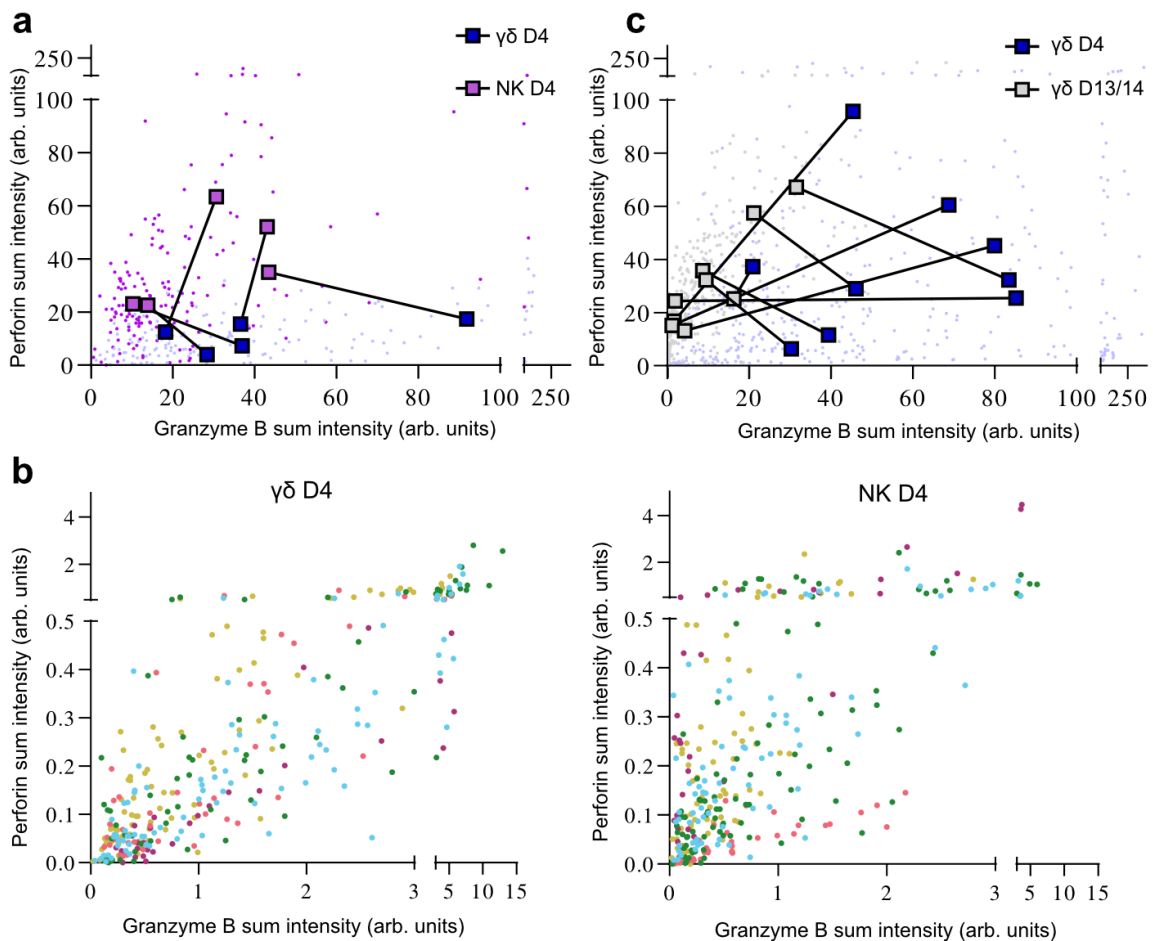 a
γδ D4
NK D4
250
100
80
60
40
20
0
0 20 40 60 80 100 250
Perforin sum intensity (arb. units)
Granzyme B sum intensity (arb. units)
c
γδ D4
γδ D13/14
250
100
80
60
40
20
0
0 20 40 60 80 100 250
Perforin sum intensity (arb. units)
Granzyme B sum intensity (arb. units)
b
γδ D4
4
2
0.5
0.4
0.3
0.2
0.1
0.0
0 1 2 3 5 10 15
Perforin sum intensity (arb. units)
Granzyme B sum intensity (arb. units)
NK D4
4
2
0.5
0.4
0.3
0.2
0.1
0.0
0 1 2 3 5 10 15
Perforin sum intensity (arb. units)
Granzyme B sum intensity (arb. units)